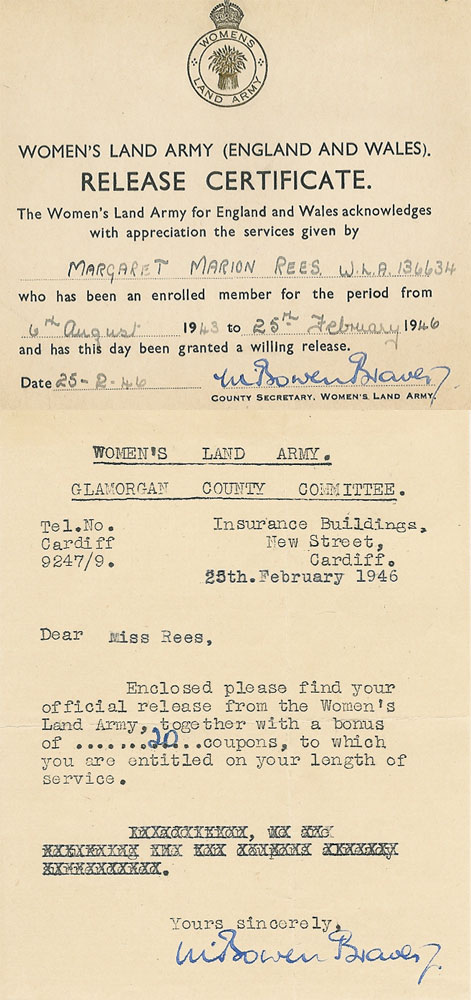 WOMENS
LAND ARMY
WOMEN'S LAND ARMY (ENGLAND AND WALES).
RELEASE CERTIFICATE.
The Women's Land Army for England and Wales acknowledges
with appreciation the services given by
MARGARET MARION REES. W.L.A. 136634
who has been an enrolled member for the period from
6th August 1943 to 25th February 1946
and has this day been granted a willing release.
Date 25-2-46 M. Bowen Braver
COUNTY SECRETARY, WOMEN'S LAND ARMY.
WOMEN'S LAND ARMY.
GLAMORGAN COUNTY COMMITTEE.
Tel.No. Insurance Buildings,
Cardiff New Street,
9247/9. Cardiff.
25th. February 1946
Dear Miss Rees,
Enclosed please find your
official release from the Women's
Land Army, together with a bonus
of ........20...coupons, to which
you are entitled on your length of
service.
Yours sincerely,
M. Bowen Braver